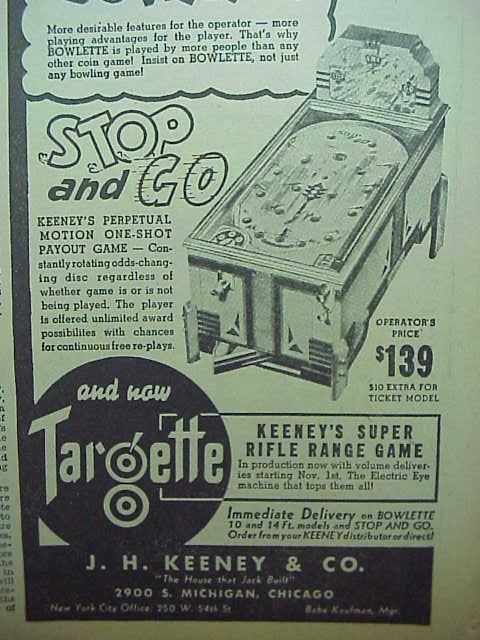 More desirable features for the operator — more
playing advantages for the player. That's why
BOWLETTE is played by more people than any
other coin game! Insist on BOWLETTE, not just
any bowling game!
STOP
and GO
KEENEY'S PERPETUAL
MOTION ONE-SHOT
PAYOUT GAME — Con-
stantly rotating odds-chang-
ing disc regardless of
whether game is or is not
being played. The player
is offered unlimited award
possibilites with chances
for continuous free re-plays.
OPERATOR'S
PRICE
$139
$10 EXTRA FOR
TICKET MODEL
and now
Targette
KEENEY'S SUPER
RIFLE RANGE GAME
In production now with volume deliver-
ies starting Nov. 1st. The Electric Eye
machine that tops them all!
Immediate Delivery on BOWLETTE
10 and 14 Ft. models and STOP AND GO.
Order from your KEENEY distributor or direct!
J. H. KEENEY & CO.
"The House that Jack Built"
2900 S. MICHIGAN, CHICAGO
New York City Office: 250 W. 54th St.
Babe Kaufman, Mgr.